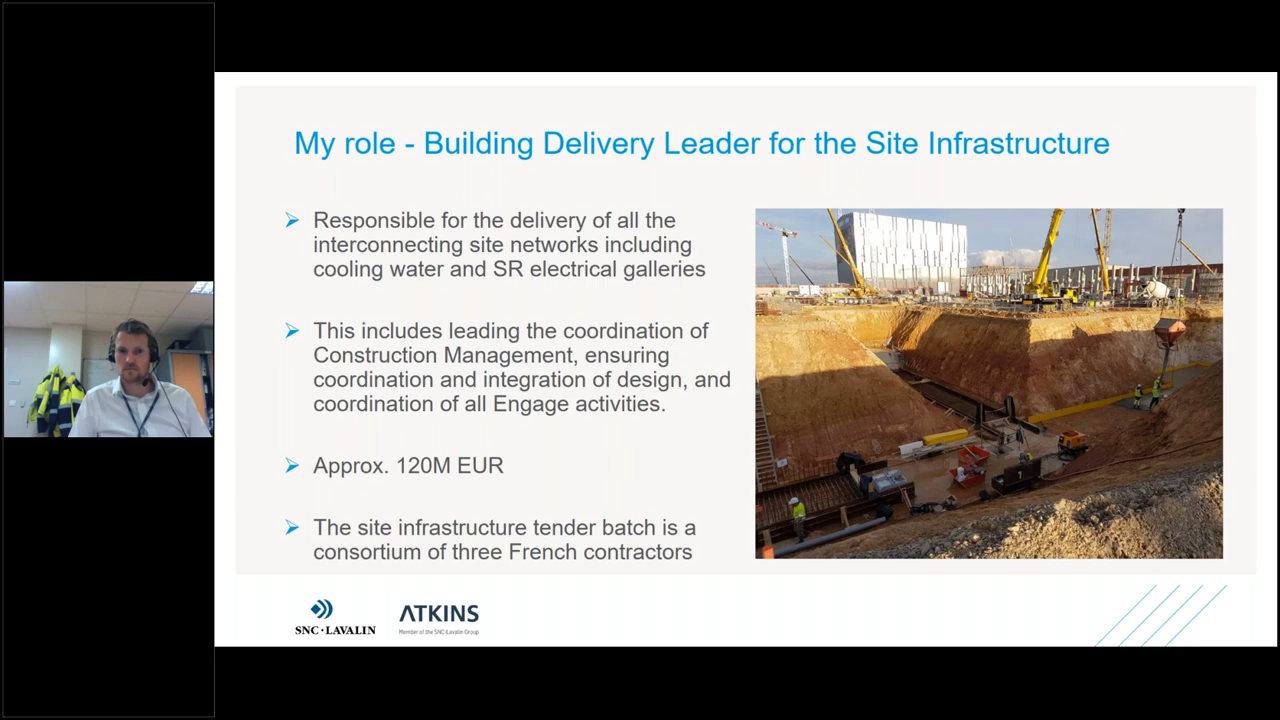 My role - Building Delivery Leader for the Site Infrastructure
Responsible for the delivery of all the
interconnecting site networks including
cooling water and SR electrical galleries
This includes leading the coordination of
Construction Management, ensuring
coordination and integration of design, and
coordination of all Engage activities.
Approx. 120M EUR
The site infrastructure tender batch is a
consortium of three French contractors
SNC·LAVALIN
ATKINS
Member of the SNC-Lavalin Group